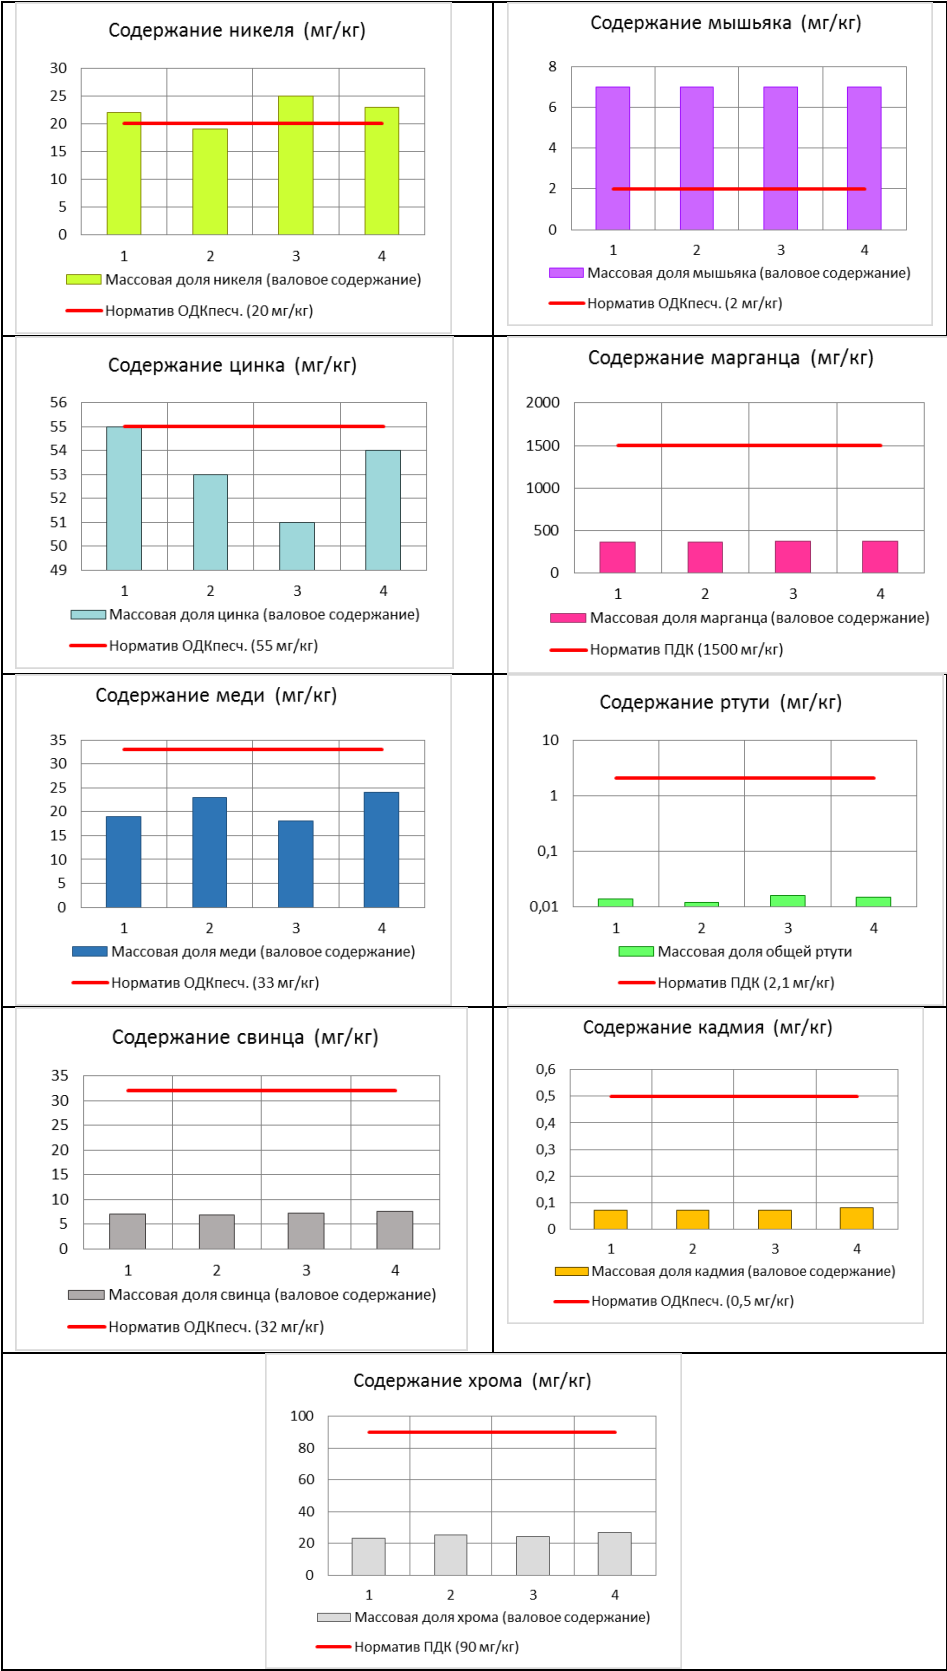 Содержание никеля (мг/кг)
30
25
20
15
10
5
0
1 2 3 4
Массовая доля никеля (валовое содержание)
Норматив ОДКпесч. (20 мг/кг)
Содержание мышьяка (мг/кг)
8
6
4
2
0
1 2 3 4
Массовая доля мышьяка (валовое содержание)
Норматив ОДКпесч. (2 мг/кг)
Содержание цинка (мг/кг)
56
55
54
53
52
51
50
49
1 2 3 4
Массовая доля цинка (валовое содержание)
Норматив ОДКпесч. (55 мг/кг)
Содержание марганца (мг/кг)
2000
1500
1000
500
0
1 2 3 4
Массовая доля марганца (валовое содержание)
Норматив ПДК (1500 мг/кг)
Содержание меди (мг/кг)
35
30
25
20
15
10
5
0
1 2 3 4
Массовая доля меди (валовое содержание)
Норматив ОДКпесч. (33 мг/кг)
Содержание ртути (мг/кг)
10
1
0,1
0,01
1 2 3 4
Массовая доля общей ртути
Норматив ПДК (2,1 мг/кг)
Содержание свинца (мг/кг)
35
30
25
20
15
10
5
0
1 2 3 4
Массовая доля свинца (валовое содержание)
Норматив ОДКпесч. (32 мг/кг)
Содержание кадмия (мг/кг)
0,6
0,5
0,4
0,3
0,2
0,1
0
1 2 3 4
Массовая доля кадмия (валовое содержание)
Норматив ОДКпесч. (0,5 мг/кг)
Содержание хрома (мг/кг)
100
80
60
40
20
0
1 2 3 4
Массовая доля хрома (валовое содержание)
Норматив ПДК (90 мг/кг)